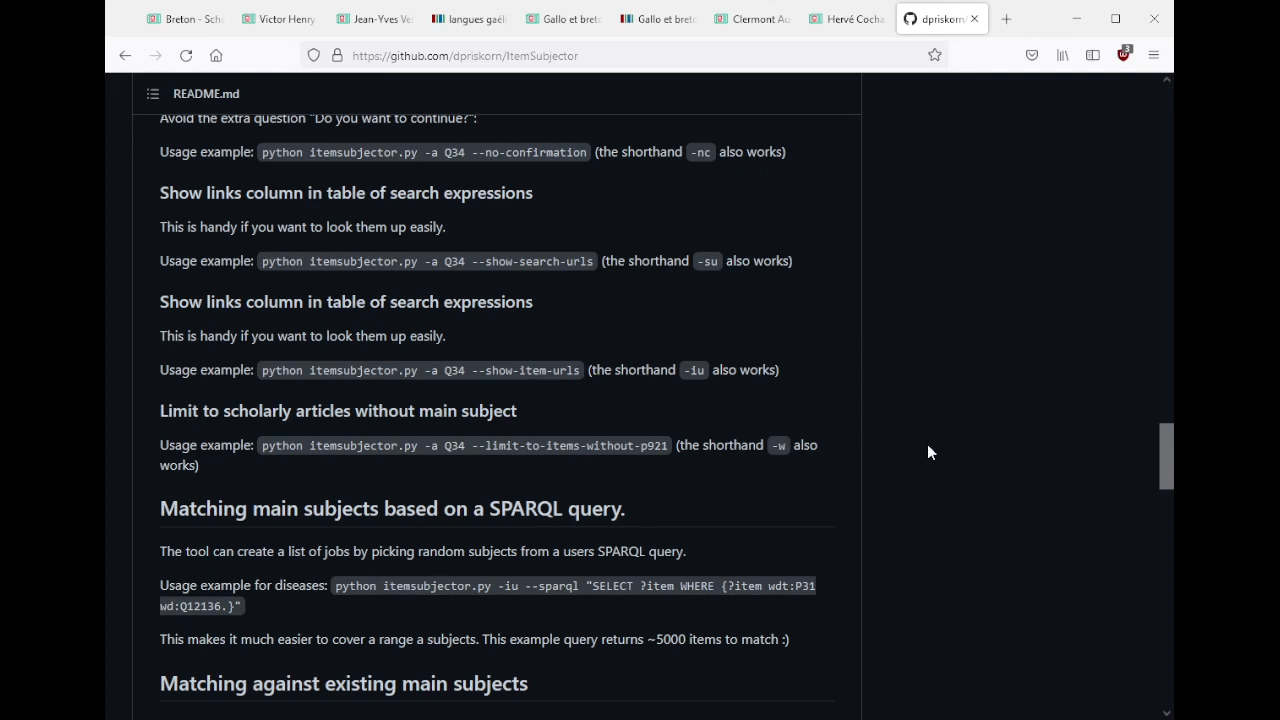 Breton - Sch
Victor Henry
Jean-Yves Ve
langues gaéli
Gallo et bret
Gallo et bret
Clermont Au
Hervé Cocha
dpriskorn/
https://github.com/dpriskorn/ItemSubjector
3
README.md
Avoid the extra question "Do you want to continue?":
Usage example: python itemsubjector.py -a Q34 --no-confirmation (the shorthand -nc also works)
Show links column in table of search expressions
This is handy if you want to look them up easily.
Usage example: python itemsubjector.py -a Q34 --show-search-urls (the shorthand -su also works)
Show links column in table of search expressions
This is handy if you want to look them up easily.
Usage example: python itemsubjector.py -a Q34 --show-item-urls (the shorthand -iu also works)
Limit to scholarly articles without main subject
Usage example: python itemsubjector.py -a Q34 --limit-to-items-without-p921 (the shorthand -w also
works)
Matching main subjects based on a SPARQL query.
The tool can create a list of jobs by picking random subjects from a users SPARQL query.
Usage example for diseases: python itemsubjector.py -iu --sparql "SELECT ?item WHERE {?item wdt:P31
wd:Q12136.}"
This makes it much easier to cover a range a subjects. This example query returns ~5000 items to match :)
Matching against existing main subjects